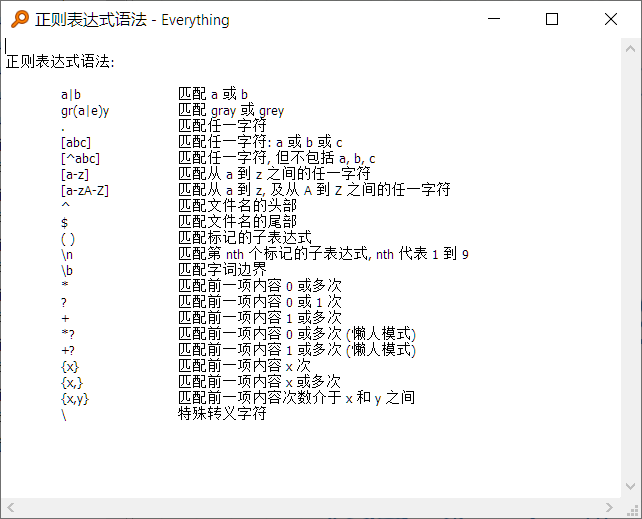 正则表达式语法 - Everything
正则表达式语法:
a|b 匹配 a 或 b
gr(a|e)y 匹配 gray 或 grey
. 匹配任一字符
[abc] 匹配任一字符: a 或 b 或 c
[^abc] 匹配任一字符, 但不包括 a, b, c
[a-z] 匹配从 a 到 z 之间的任一字符
[a-zA-Z] 匹配从 a 到 z, 及从 A 到 Z 之间的任一字符
^ 匹配文件名的头部
$ 匹配文件名的尾部
( ) 匹配标记的子表达式
\n 匹配第 nth 个标记的子表达式, nth 代表 1 到 9
\b 匹配字词边界
* 匹配前一项内容 0 或多次
? 匹配前一项内容 0 或 1 次
+ 匹配前一项内容 1 或多次
*? 匹配前一项内容 0 或多次 ('懒人模式)
+? 匹配前一项内容 1 或多次 ('懒人模式)
{x} 匹配前一项内容 x 次
{x,} 匹配前一项内容 x 或多次
{x,y} 匹配前一项内容次数介于 x 和 y 之间
\ 特殊转义字符